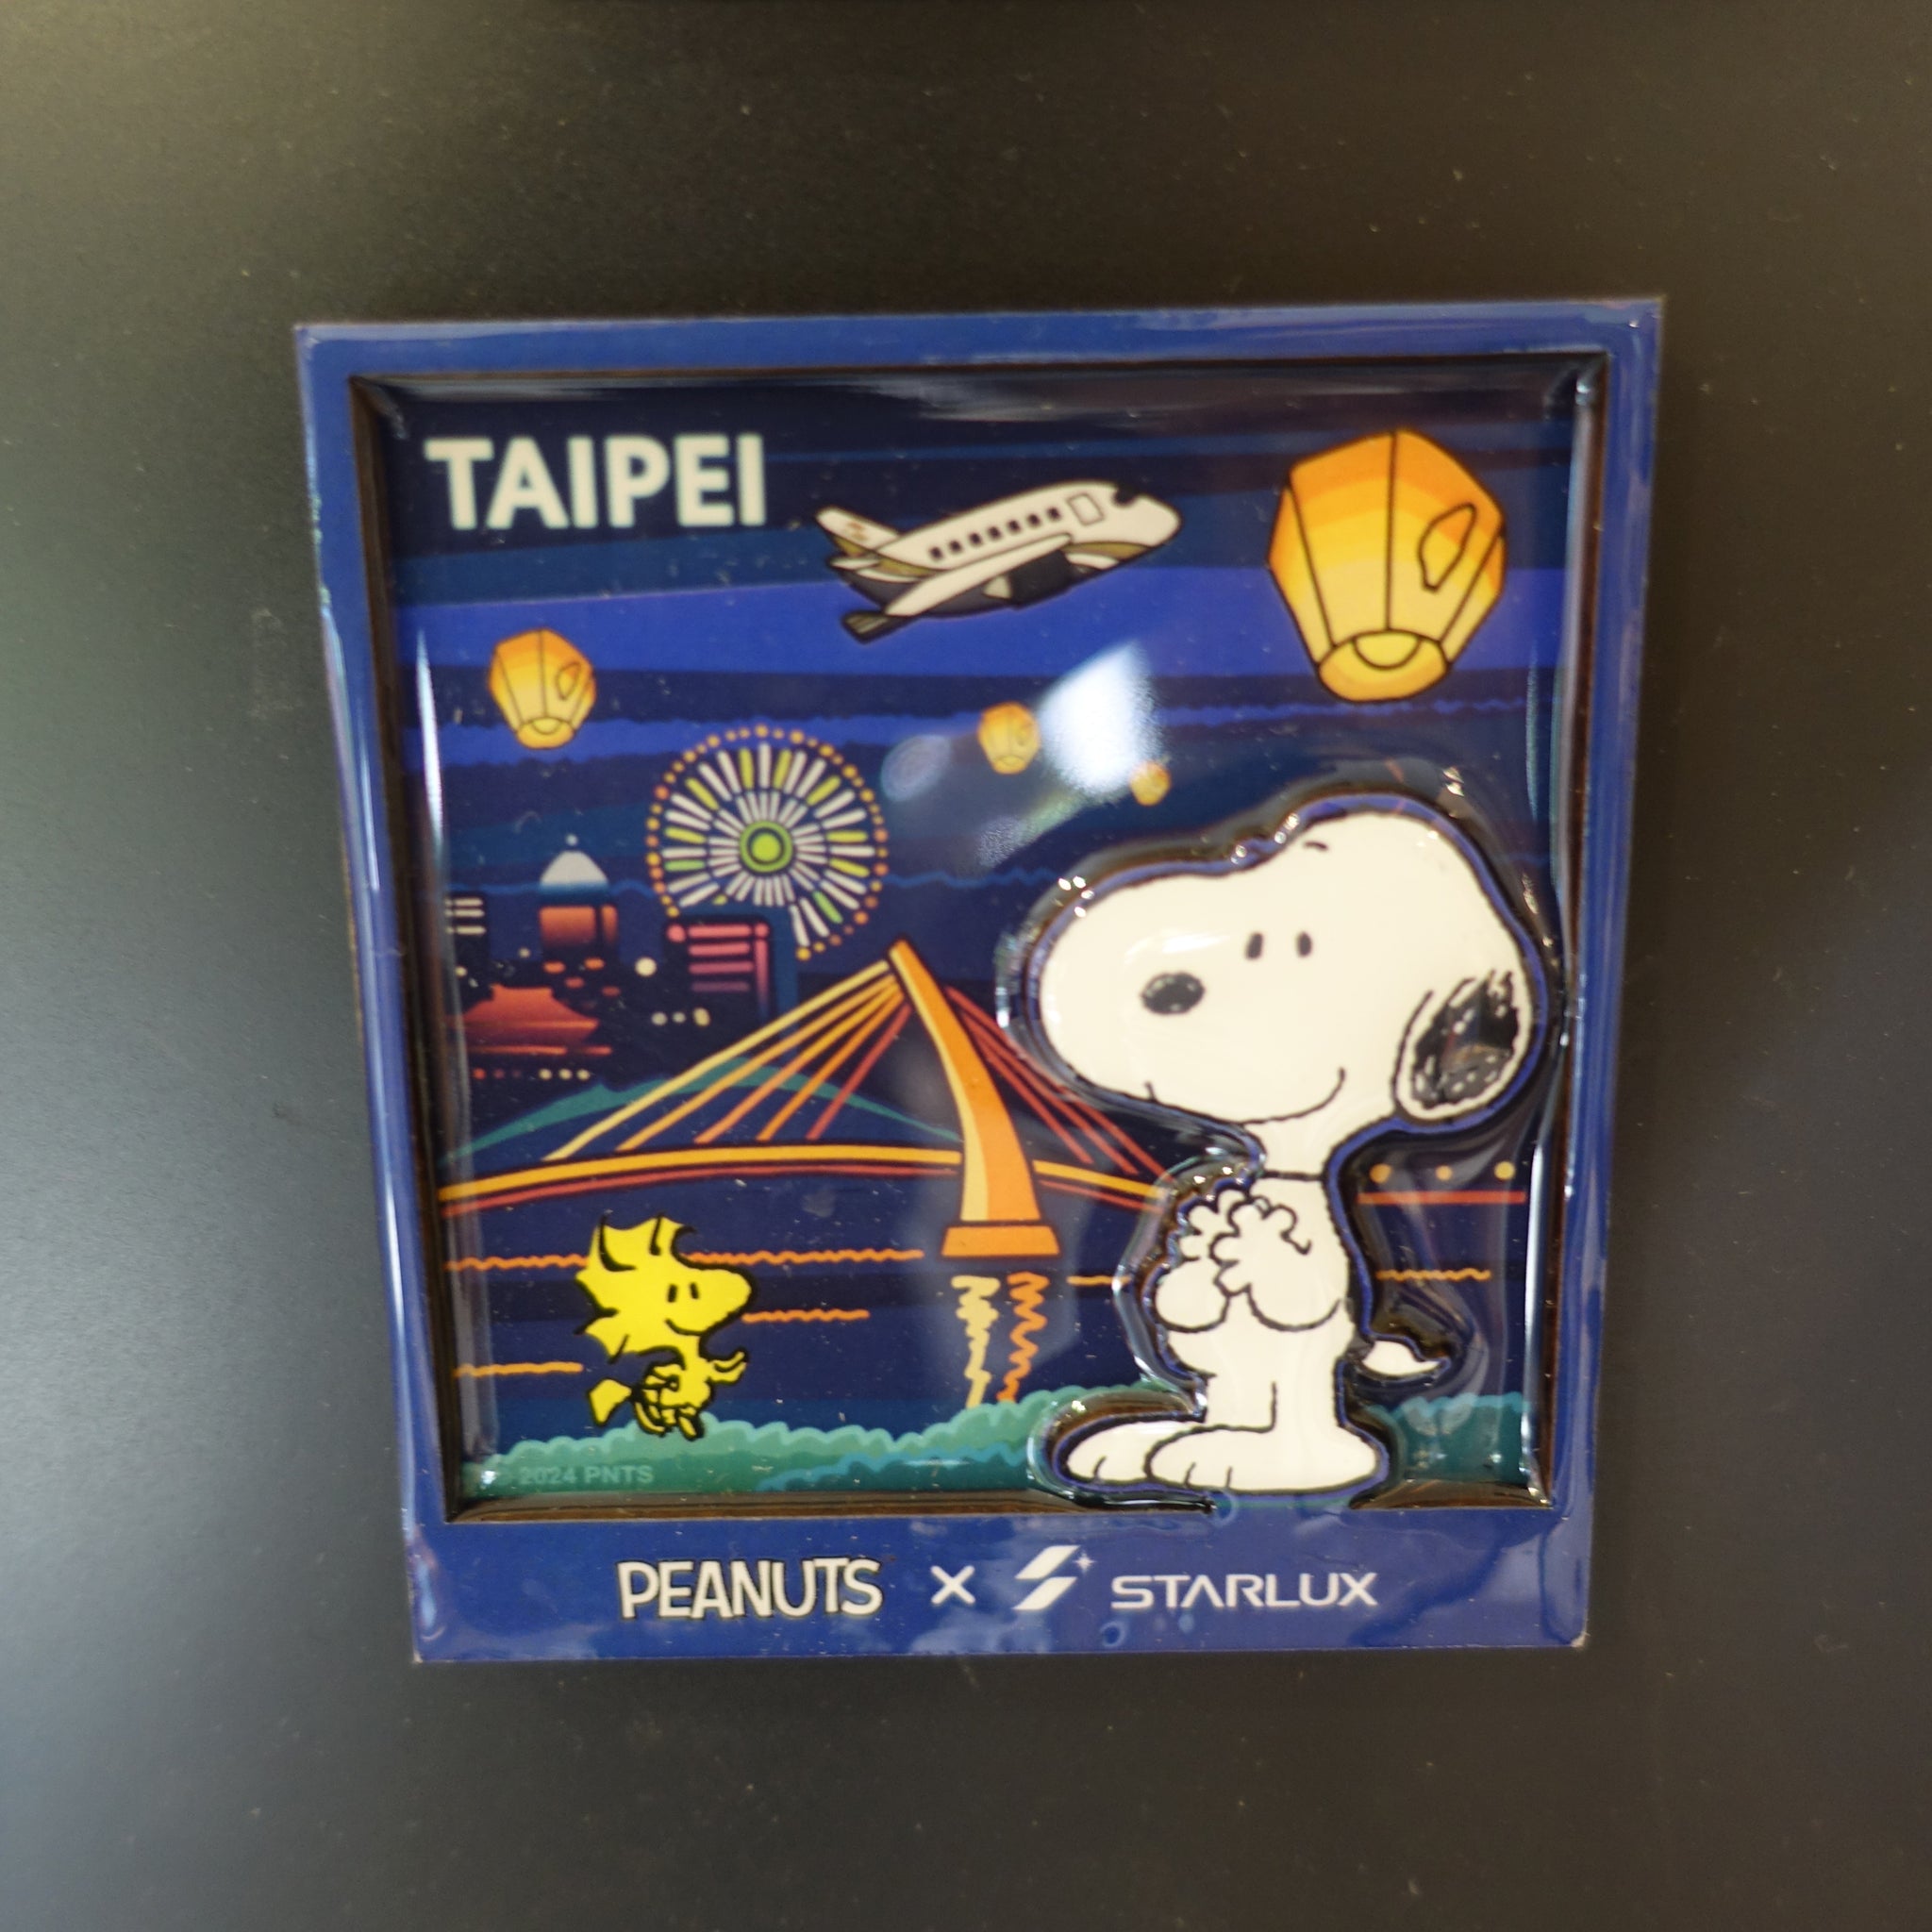 TAIPEI
2024 PNTS
PEANUTS × STARLUX